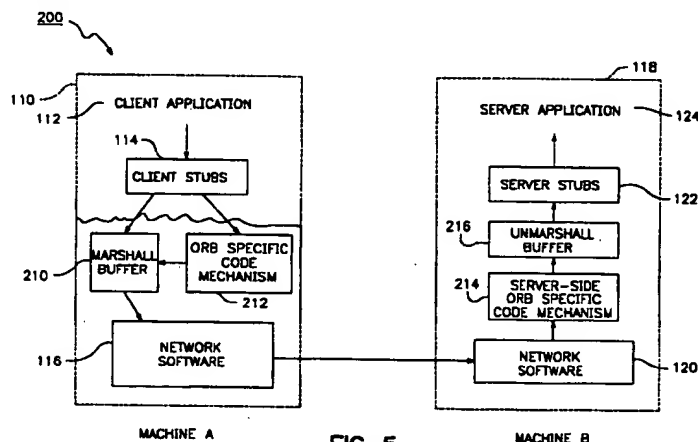 200
110
112
CLIENT APPLICATION
114
CLIENT STUBS
MARSHALL
BUFFER
210
ORB SPECIFIC
CODE
MECHANISM
212
116
NETWORK
SOFTWARE
MACHINE A
118
SERVER APPLICATION
124
SERVER STUBS
122
216
UNMARSHALL
BUFFER
214
SERVER-SIDE
ORB SPECIFIC
CODE MECHANISM
NETWORK
SOFTWARE
120
MACHINE B